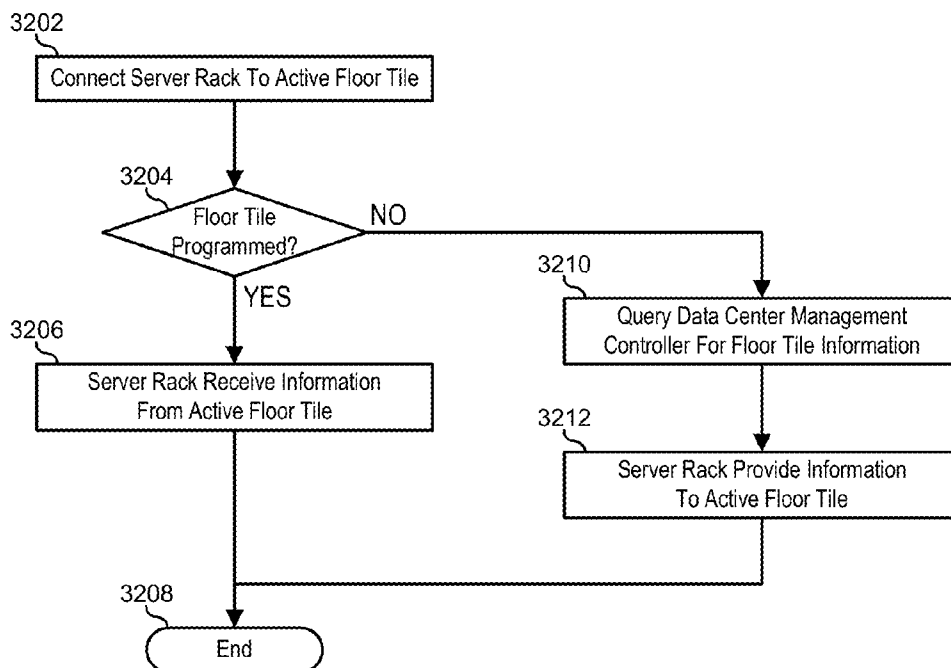 3202
Connect Server Rack To Active Floor Tile
3204
Floor Tile
Programmed?
NO
YES
3210
Query Data Center Management
Controller For Floor Tile Information
3206
Server Rack Receive Information
From Active Floor Tile
3212
Server Rack Provide Information
To Active Floor Tile
3208
End